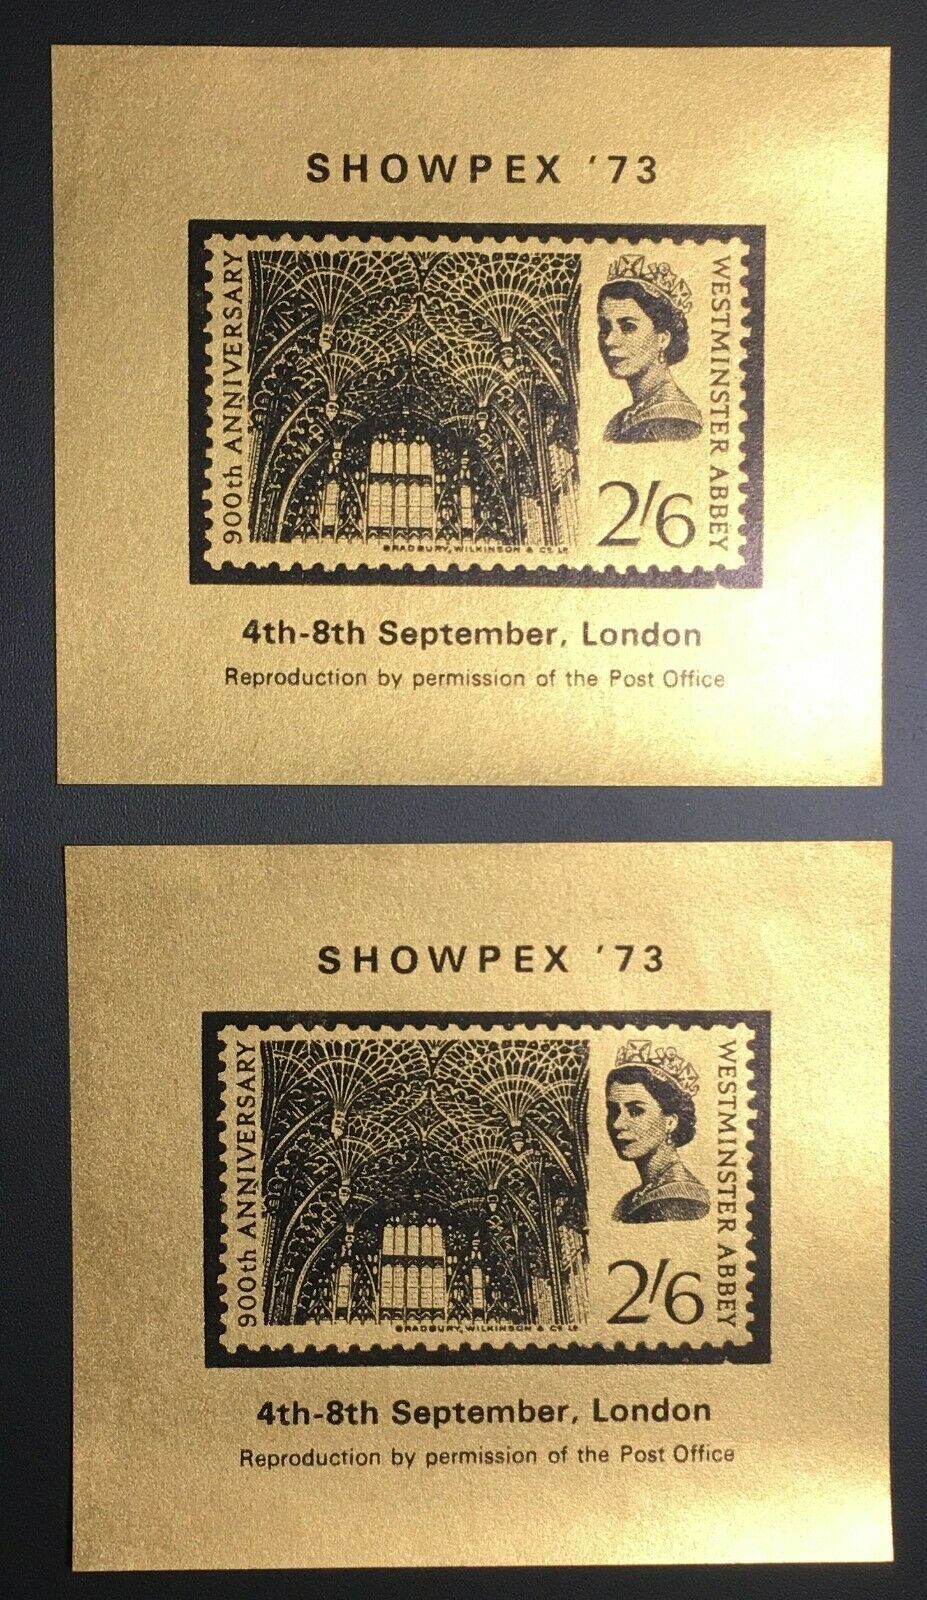 SHOWPEX '73
900th ANNIVERSARY
WESTMINSTER ABBEY
2/6
BRADBURY, WILKINSON & Co Ld
4th-8th September, London
Reproduction by permission of the Post Office
SHOWPEX '73
900th ANNIVERSARY
WESTMINSTER ABBEY
2/6
BRADBURY, WILKINSON & Co Ld
4th-8th September, London
Reproduction by permission of the Post Office